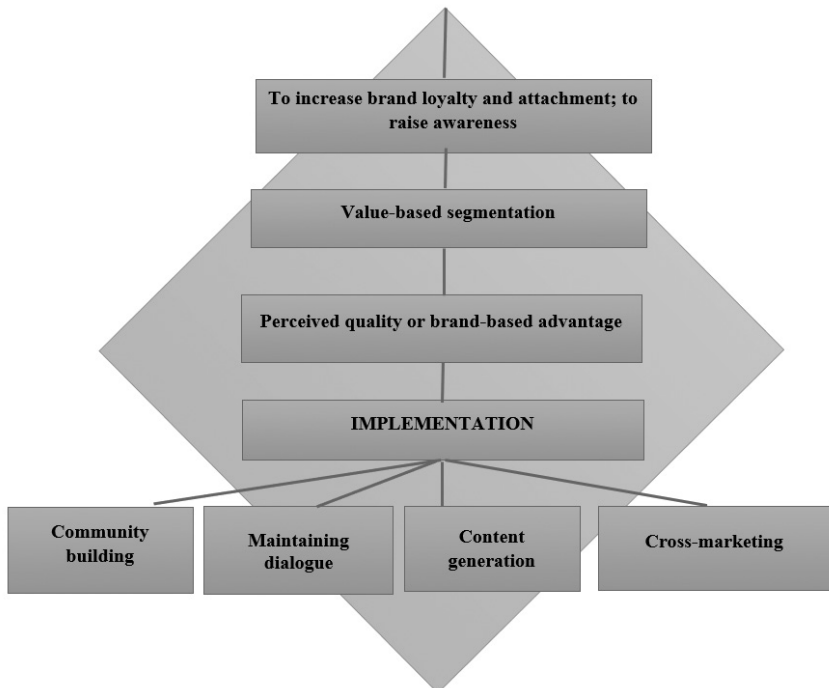 To increase brand loyalty and attachment; to
raise awareness
Value-based segmentation
Perceived quality or brand-based advantage
IMPLEMENTATION
Community
building
Maintaining
dialogue
Content
generation
Cross-marketing